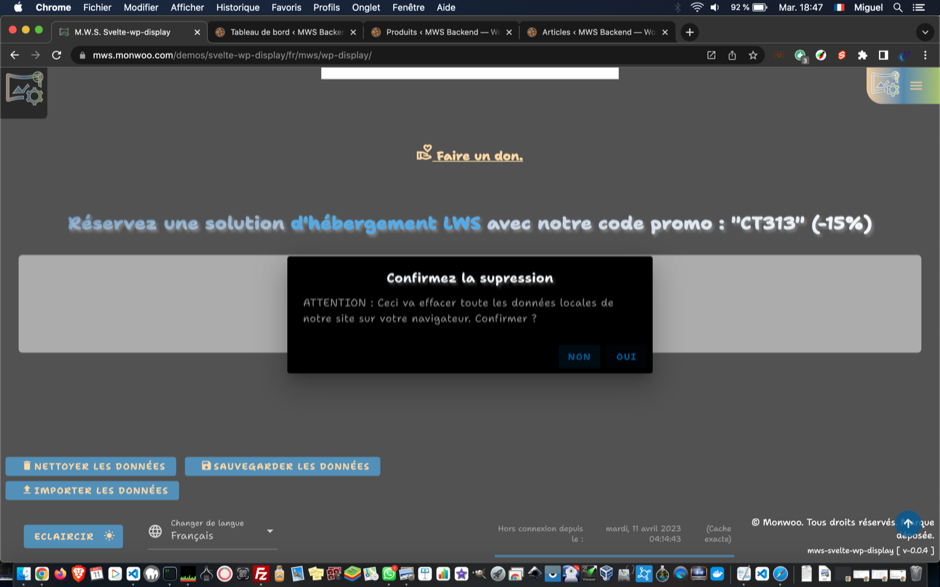 Chrome Fichier Modifier Afficher Historique Favoris Profils Onglet Fenêtre Aide 92 % Mar. 18:47 Miguel
M.W.S. Svelte-wp-display Tableau de bord ‹ MWS Backen Produits ‹ MWS Backend — W Articles ‹ MWS Backend — Wo
mws.monwoo.com/demos/svelte-wp-display/fr/mws/wp-display/
Faire un don.
Réservez une solution d'hébergement LWS avec notre code promo : "CT313" (-15%)
Confirmez la supression
ATTENTION : Ceci va effacer toute les données locales de
notre site sur votre navigateur. Confirmer ?
NON OUI
NETTOYER LES DONNÉES SAUVEGARDER LES DONNÉES
IMPORTER LES DONNÉES
ECLAIRCIR
Changer de langue
Français
Hors connexion depuis
le :
mardi, 11 avril 2023
04:14:43
(Cache
exacte)
© Monwoo. Tous droits réservés.
déposée.
mws-svelte-wp-display [ v-0.0.4 ]